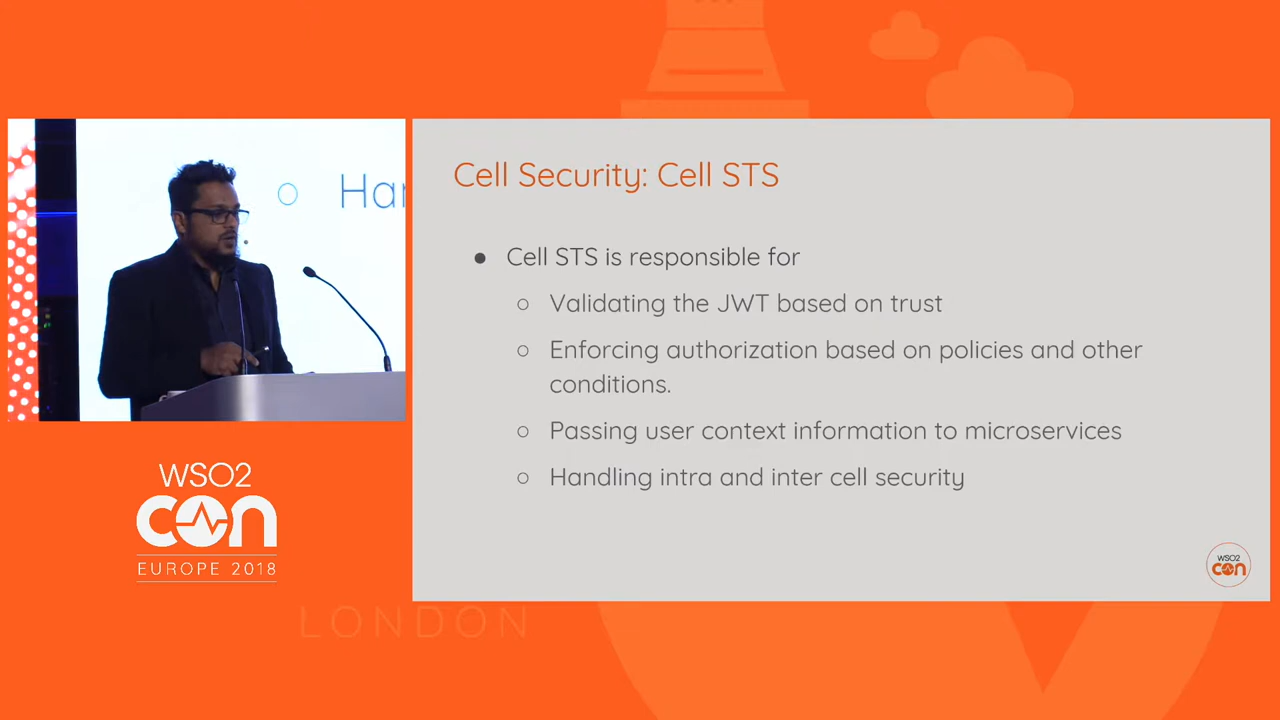 Har
Cell Security: Cell STS
● Cell STS is responsible for
○ Validating the JWT based on trust
○ Enforcing authorization based on policies and other
conditions.
○ Passing user context information to microservices
○ Handling intra and inter cell security
WSO2
con
EUROPE 2018
LONDON
WSO2
con